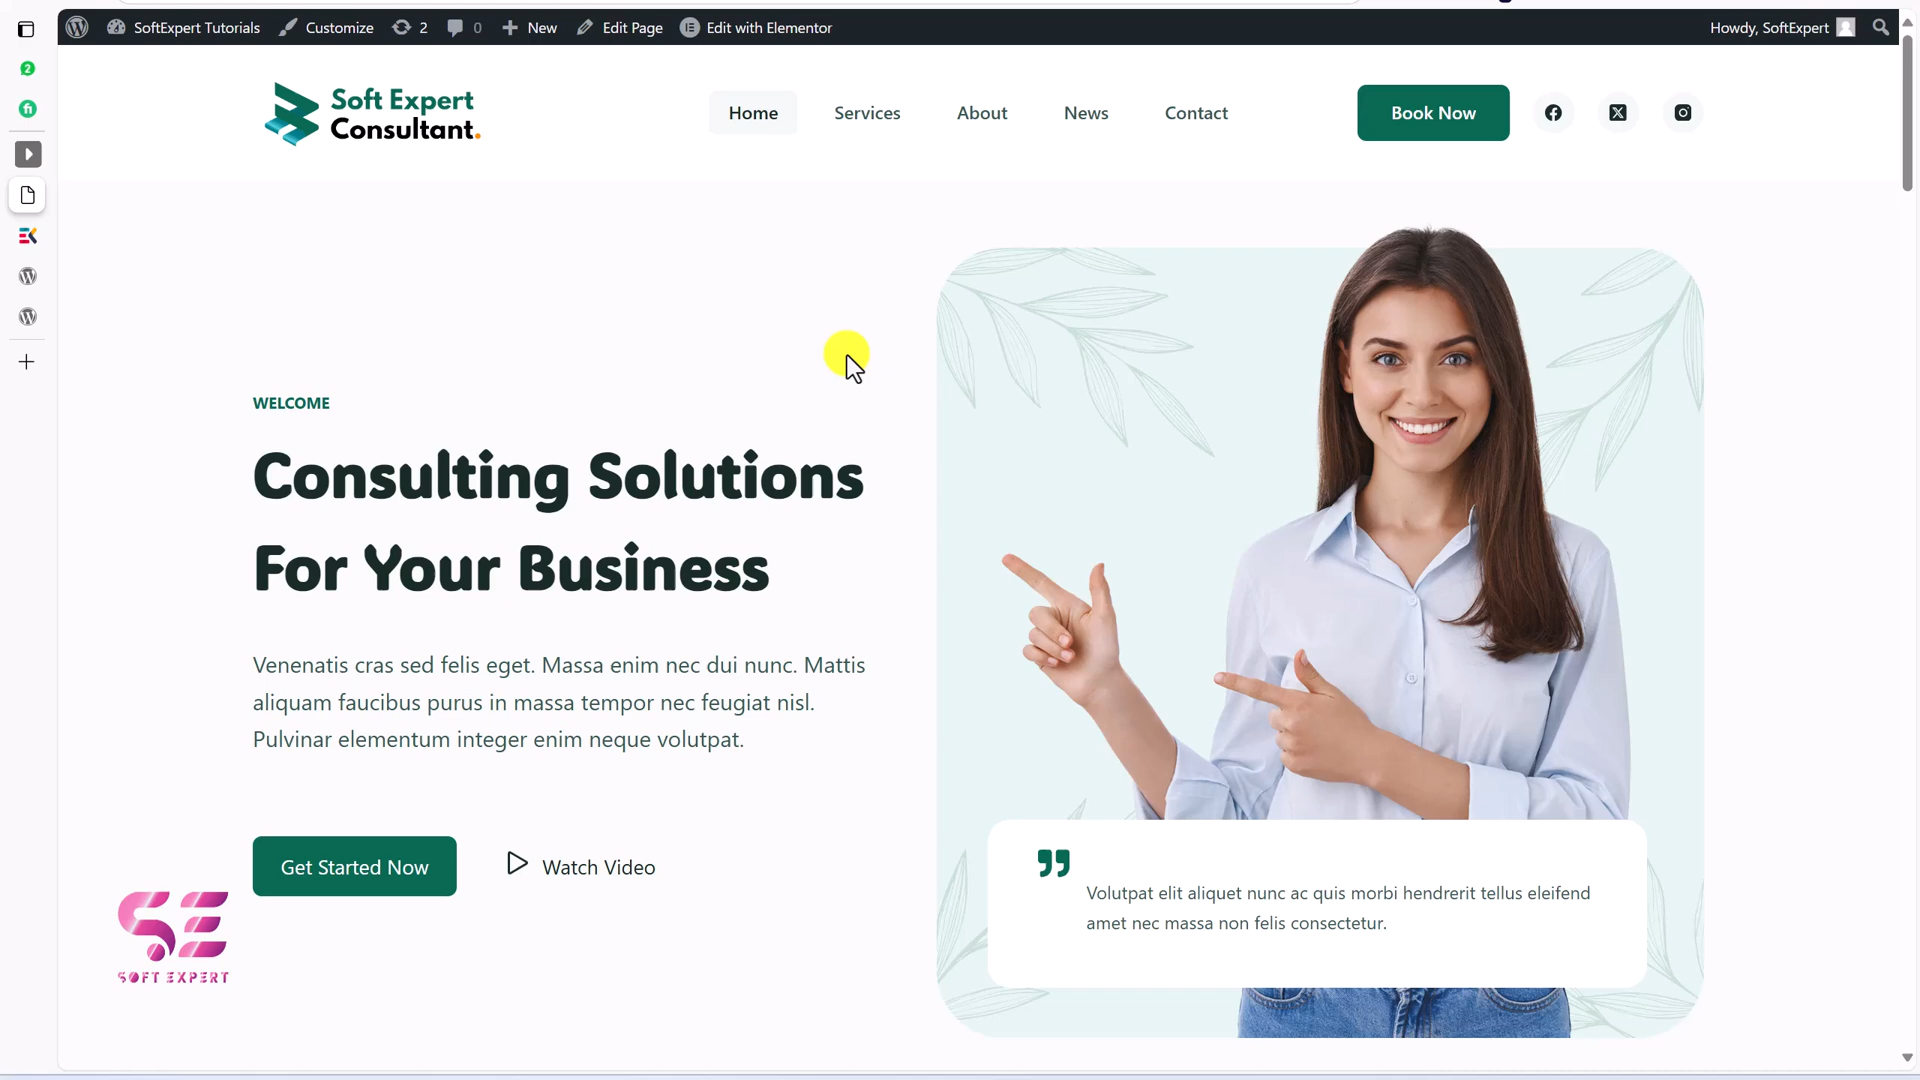 SoftExpert Tutorials Customize 2 0 New Edit Page Edit with Elementor Howdy, SoftExpert
2
Soft Expert
Consultant.
Home Services About News Contact Book Now
WELCOME
Consulting Solutions
For Your Business
Venenatis cras sed felis eget. Massa enim nec dui nunc. Mattis
aliquam faucibus purus in massa tempor nec feugiat nisl.
Pulvinar elementum integer enim neque volutpat.
Get Started Now Watch Video
Volutpat elit aliquet nunc ac quis morbi hendrerit tellus eleifend
amet nec massa non felis consectetur.
SE
SOFT EXPERT